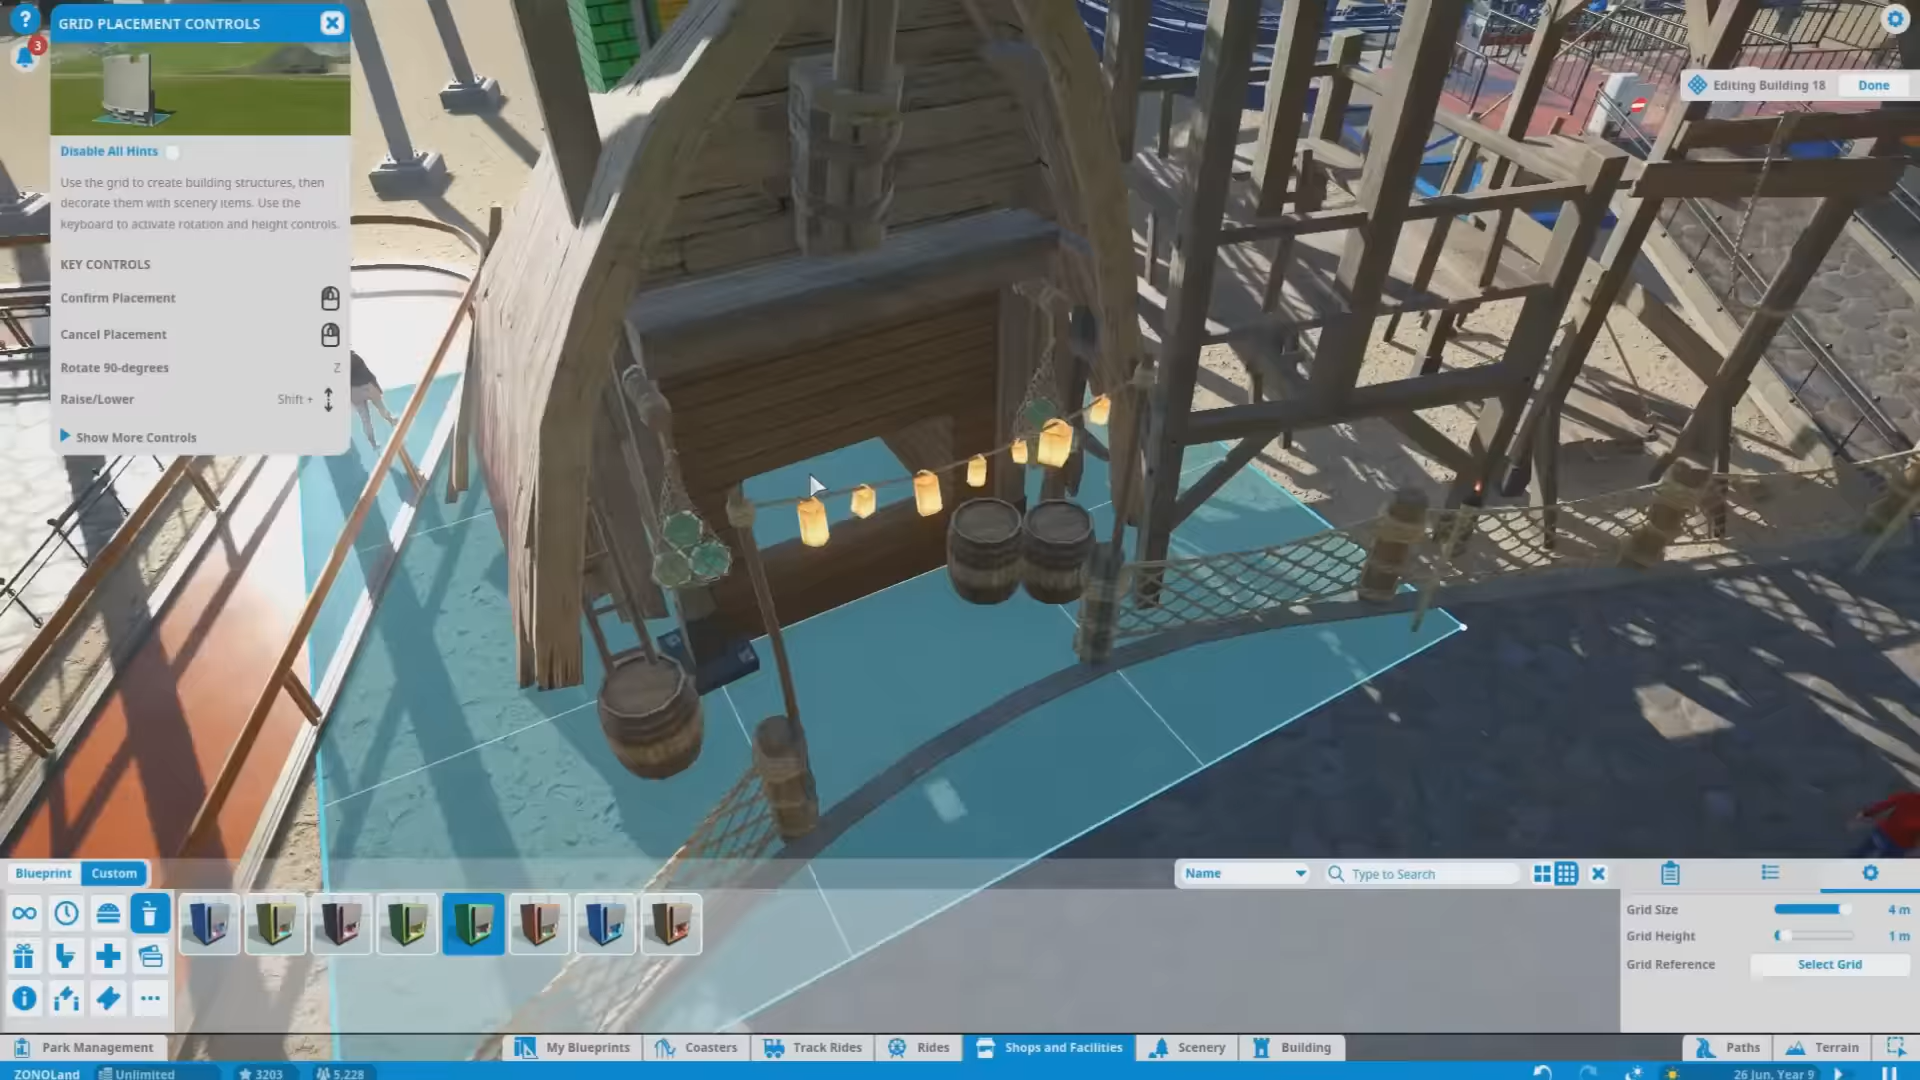 ?
3
GRID PLACEMENT CONTROLS
Disable All Hints
Use the grid to create building structures, then
decorate them with scenery items. Use the
keyboard to activate rotation and height controls.
KEY CONTROLS
Confirm Placement
Cancel Placement
Rotate 90-degrees Z
Raise/Lower Shift +
Show More Controls
Editing Building 18 Done
Blueprint Custom
Name Type to Search
Grid Size 4 m
Grid Height 1 m
Grid Reference Select Grid
Park Management My Blueprints Coasters Track Rides Rides Shops and Facilities Scenery Building Paths Terrain
ZONOLand Unlimited 3203 5,228 26 Jun, Year 9